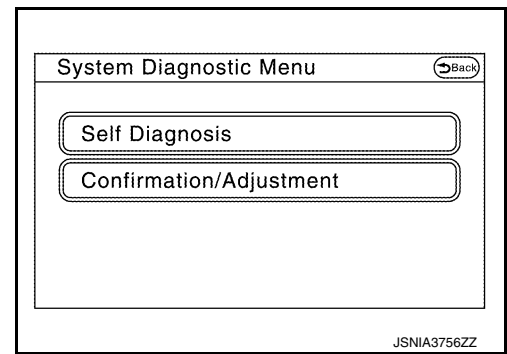 System Diagnostic Menu Back
Self Diagnosis
Confirmation/Adjustment
JSNIA3756ZZ